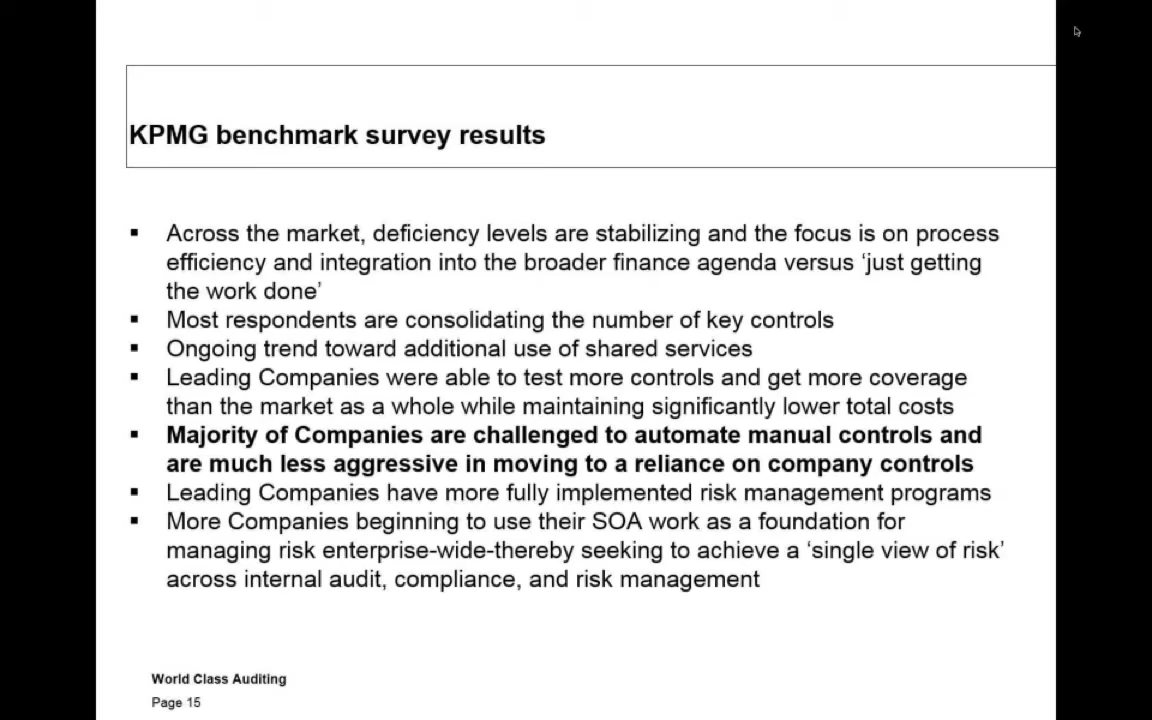 KPMG benchmark survey results
▪ Across the market, deficiency levels are stabilizing and the focus is on process
efficiency and integration into the broader finance agenda versus ‘just getting
the work done’
▪ Most respondents are consolidating the number of key controls
▪ Ongoing trend toward additional use of shared services
▪ Leading Companies were able to test more controls and get more coverage
than the market as a whole while maintaining significantly lower total costs
▪ Majority of Companies are challenged to automate manual controls and
are much less aggressive in moving to a reliance on company controls
▪ Leading Companies have more fully implemented risk management programs
▪ More Companies beginning to use their SOA work as a foundation for
managing risk enterprise-wide-thereby seeking to achieve a ‘single view of risk’
across internal audit, compliance, and risk management
World Class Auditing
Page 15